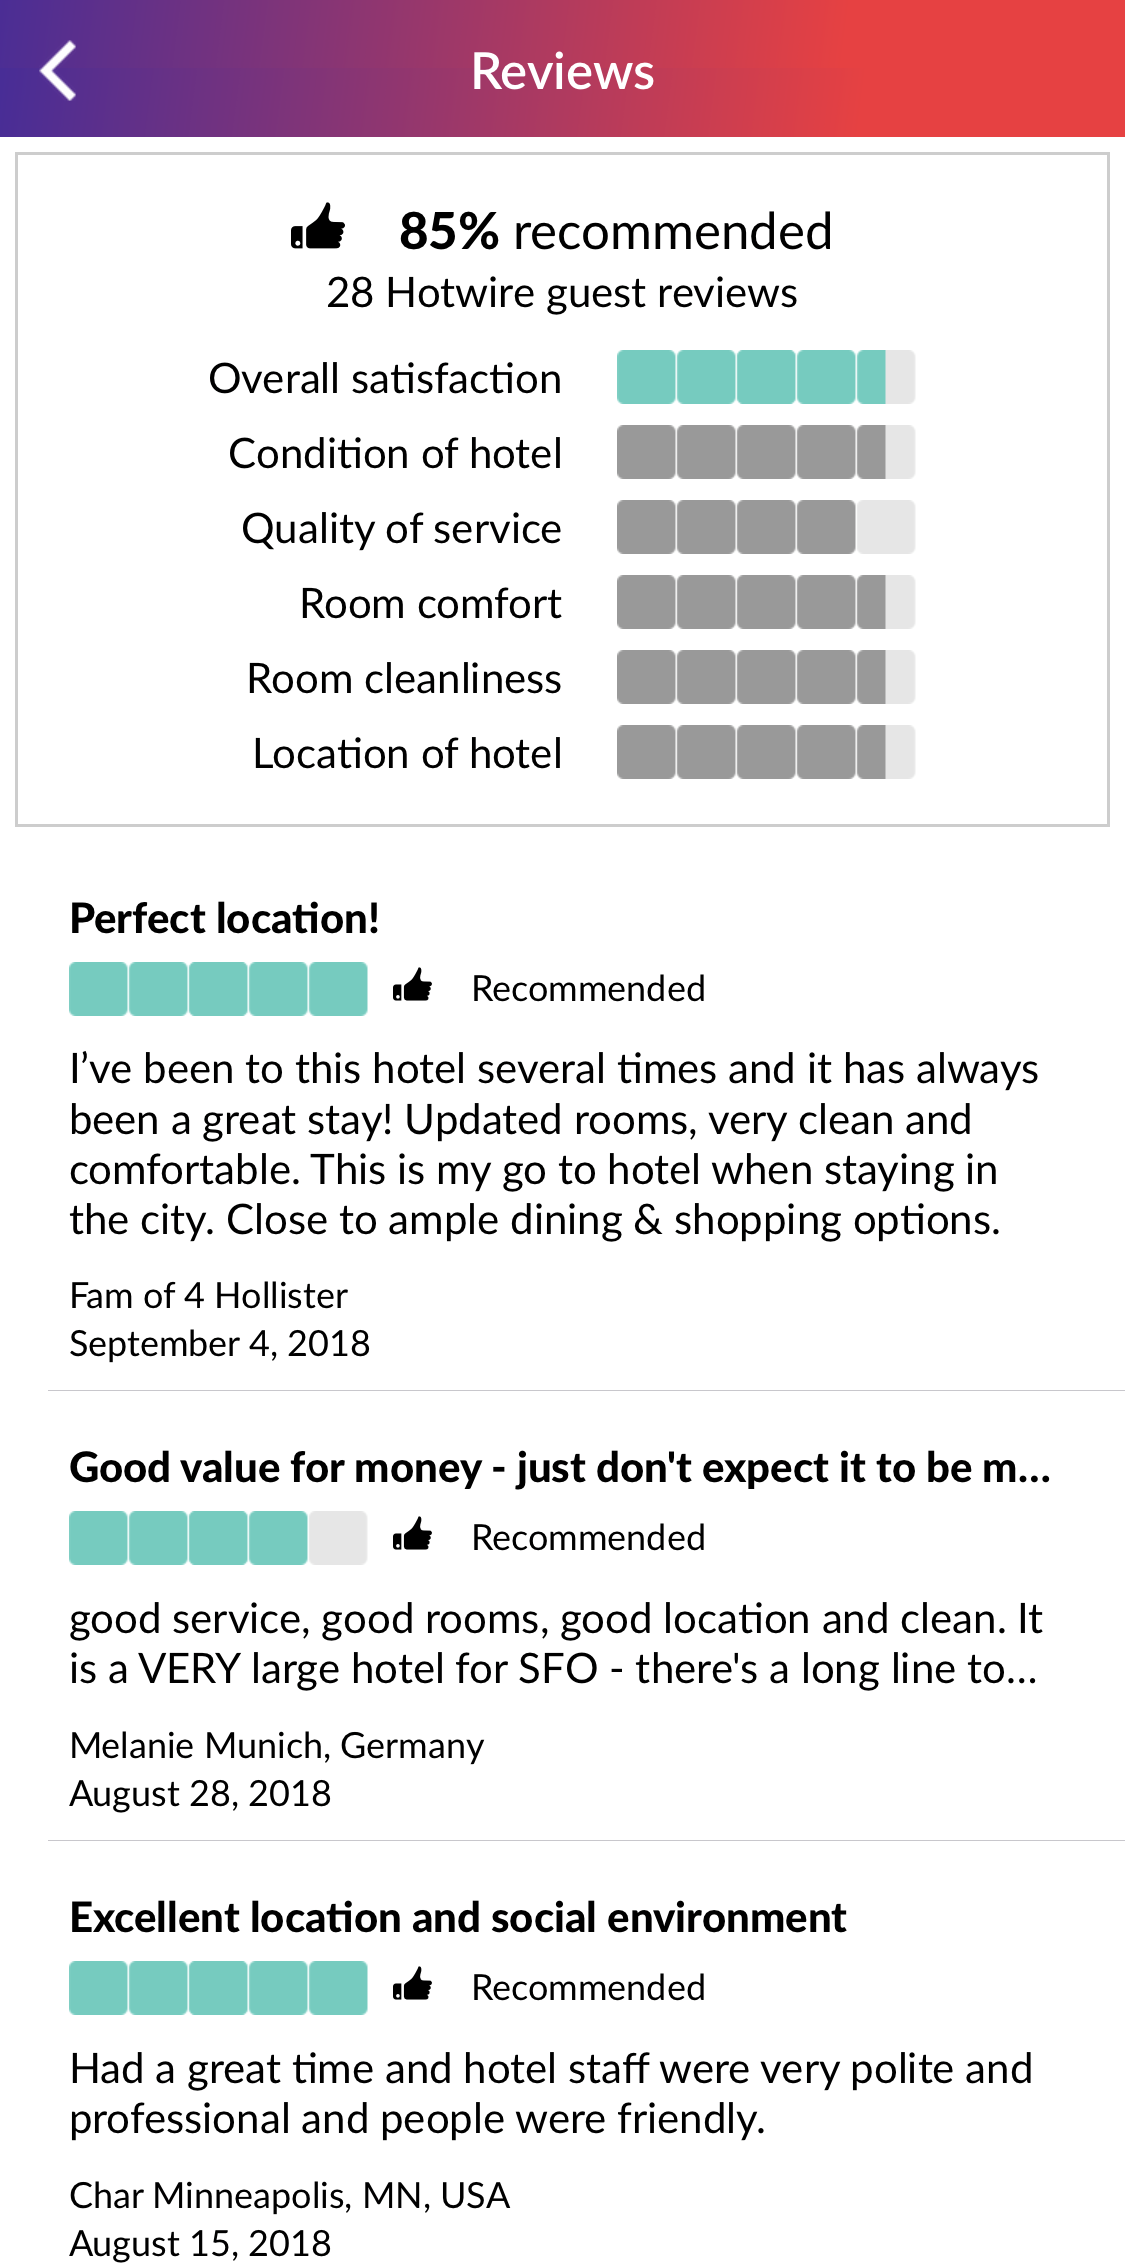 Reviews
85% recommended
28 Hotwire guest reviews
Overall satisfaction
Condition of hotel
Quality of service
Room comfort
Room cleanliness
Location of hotel
Perfect location!
Recommended
I’ve been to this hotel several times and it has always
been a great stay! Updated rooms, very clean and
comfortable. This is my go to hotel when staying in
the city. Close to ample dining & shopping options.
Fam of 4 Hollister
September 4, 2018
Good value for money - just don't expect it to be m...
Recommended
good service, good rooms, good location and clean. It
is a VERY large hotel for SFO - there's a long line to...
Melanie Munich, Germany
August 28, 2018
Excellent location and social environment
Recommended
Had a great time and hotel staff were very polite and
professional and people were friendly.
Char Minneapolis, MN, USA
August 15, 2018